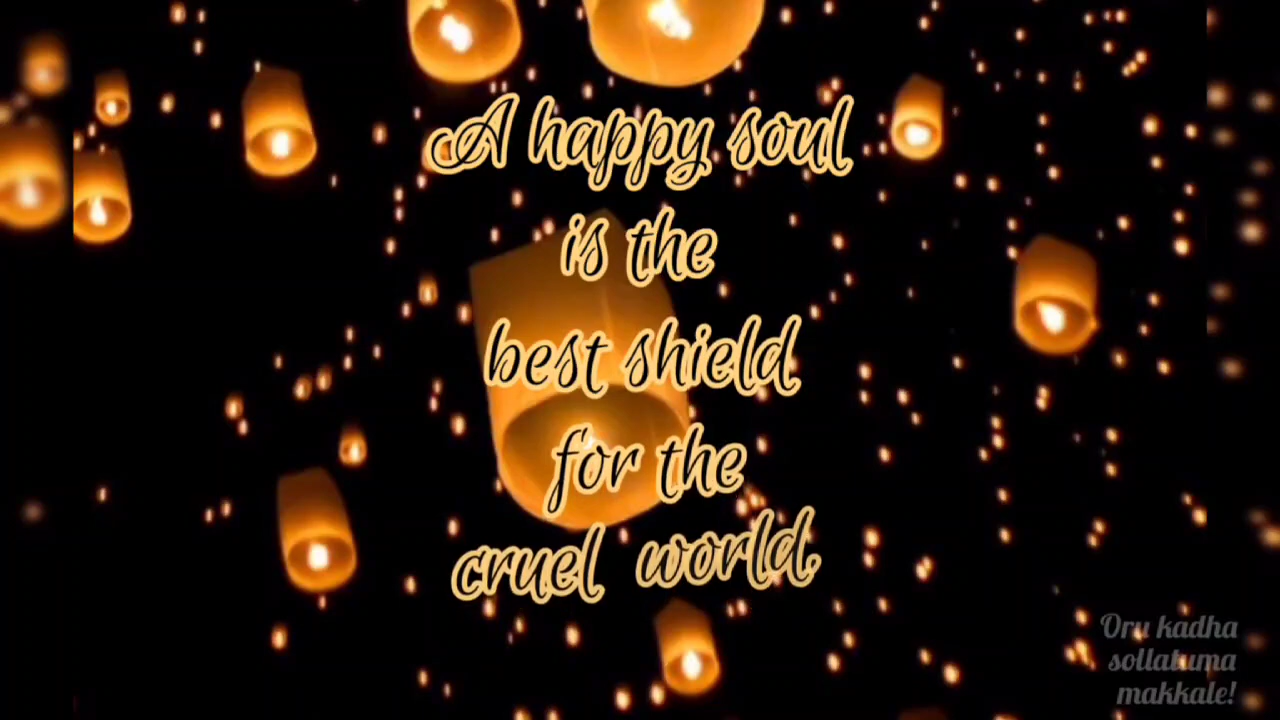 A happy soul
is the
best shield
for the
cruel world.
Oru kadha
sollatuma
makkale!